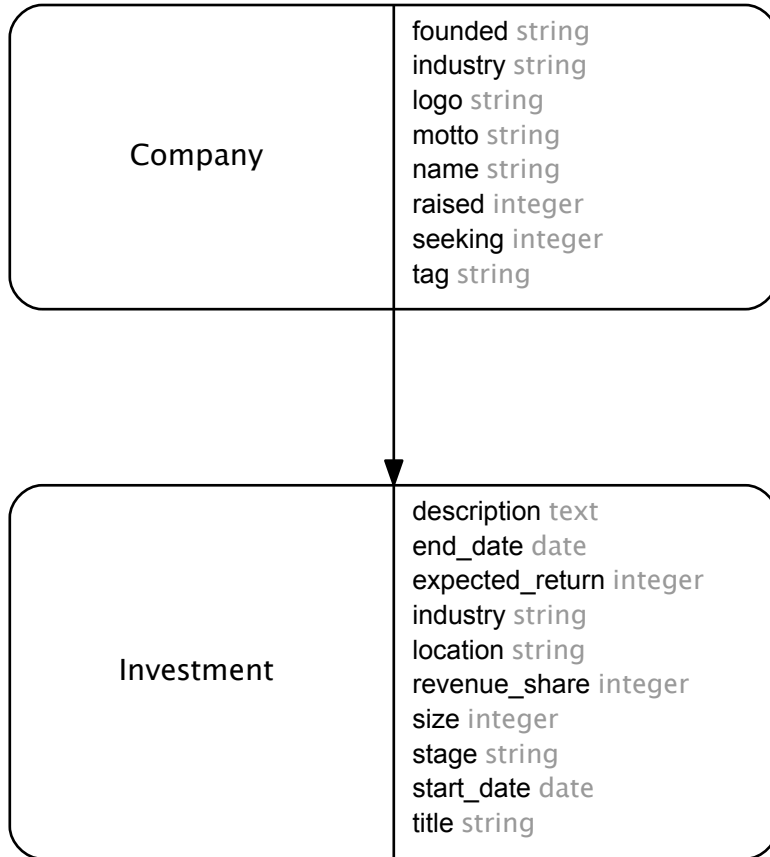 Company
founded string
industry string
logo string
motto string
name string
raised integer
seeking integer
tag string
Investment
description text
end_date date
expected_return integer
industry string
location string
revenue_share integer
size integer
stage string
start_date date
title string